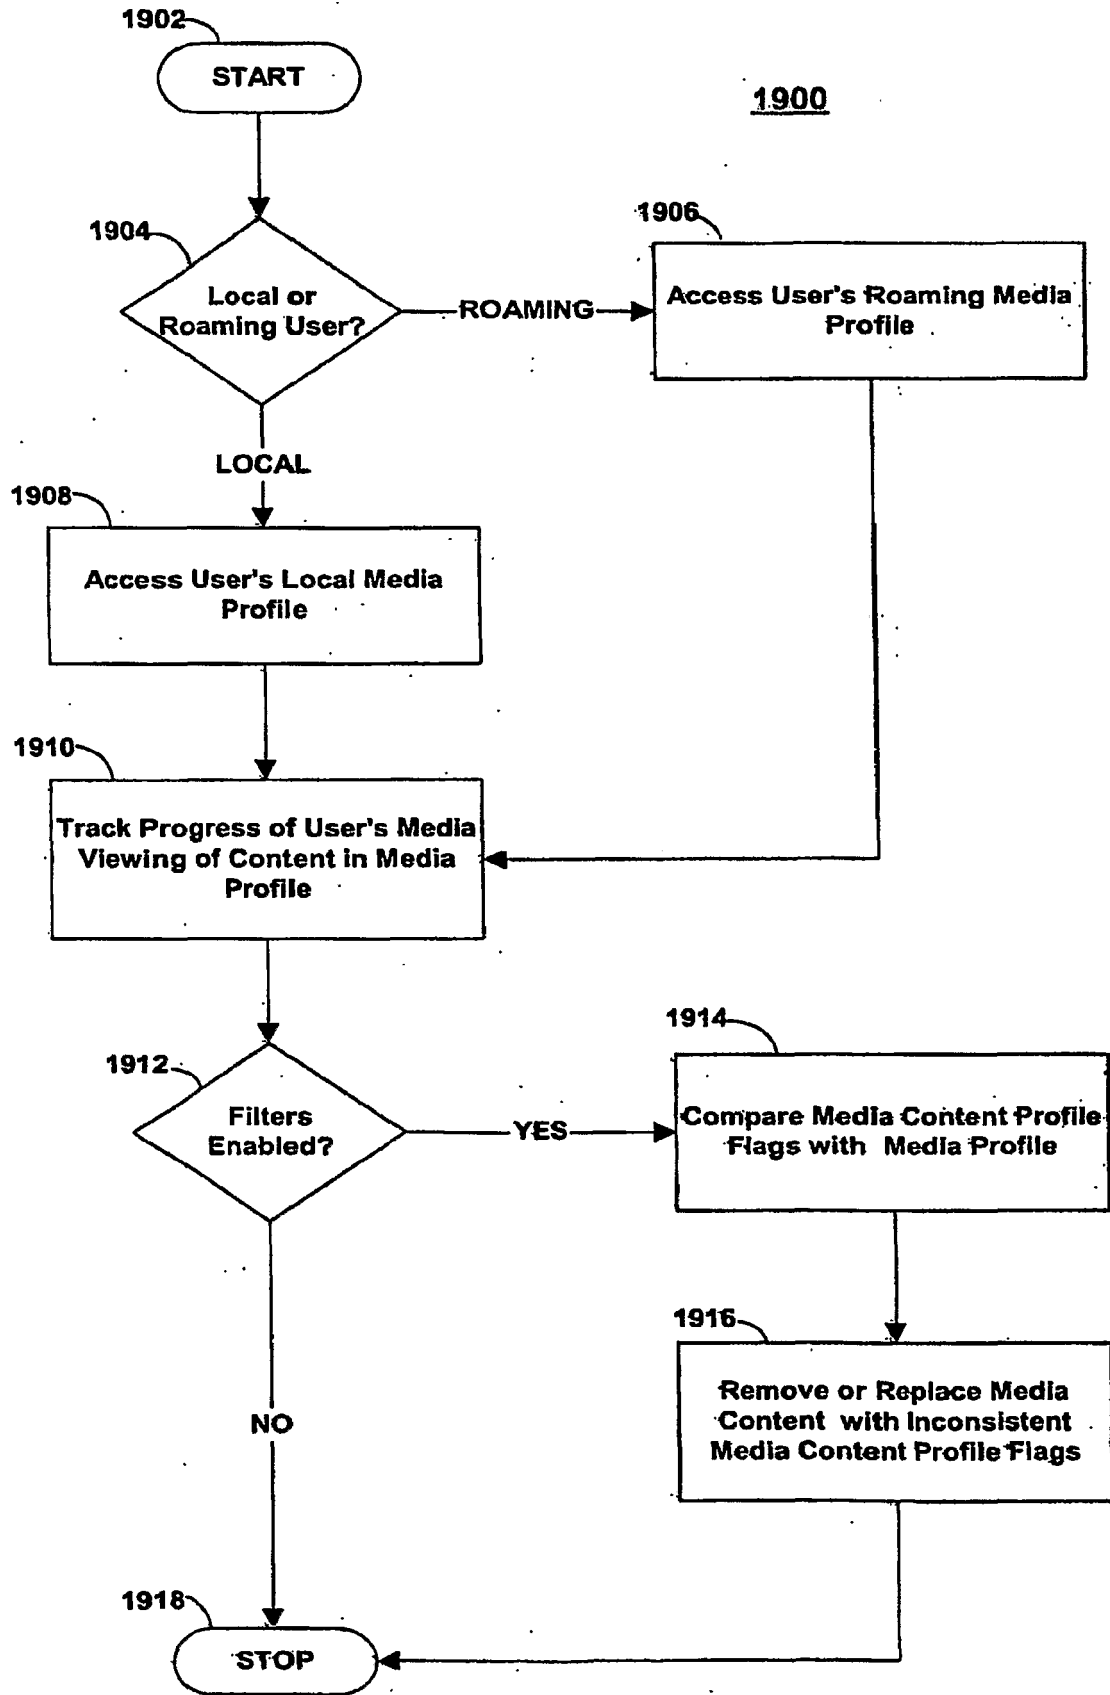 1902
START
1900
1904
Local or
Roaming User?
ROAMING
1906
Access User's Roaming Media
Profile
LOCAL
1908
Access User's Local Media
Profile
1910
Track Progress of User's Media
Viewing of Content in Media
Profile
1912
Filters
Enabled?
YES
1914
Compare Media Content Profile
Flags with Media Profile
1916
Remove or Replace Media
Content with Inconsistent
Media Content Profile Flags
NO
1918
STOP